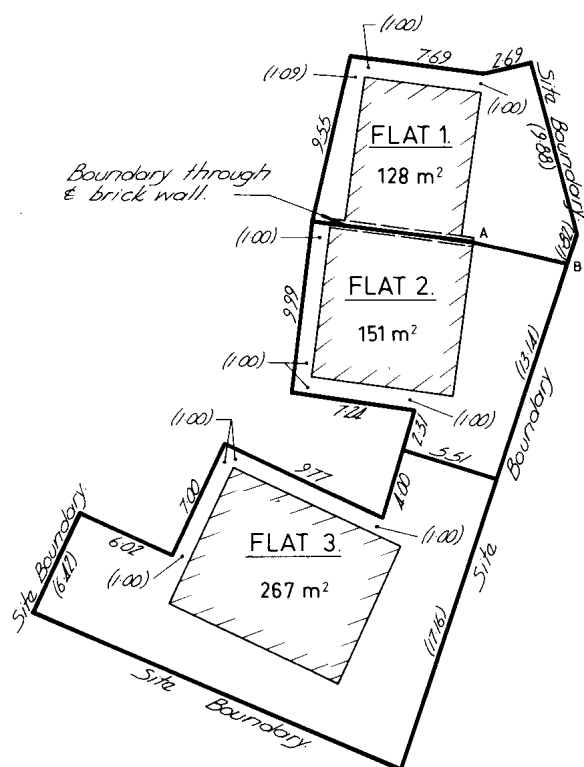 (1·00)
7·69
2·69
(1·09)
(1·00)
Site Boundary.
(9·88)
9·55
FLAT 1.
128 m²
Boundary through
¢ brick wall.
(1·00)
A
(1·82)
B
FLAT 2.
151 m²
9·66
(13·14)
(1·00)
(1·00)
7·24
2·31
Site Boundary
(1·00)
5·51
9·77
4·00
7·00
(1·00)
FLAT 3.
267 m²
Site Boundary.
6·02
(1·00)
(6·42)
(17·16)
Site Boundary.